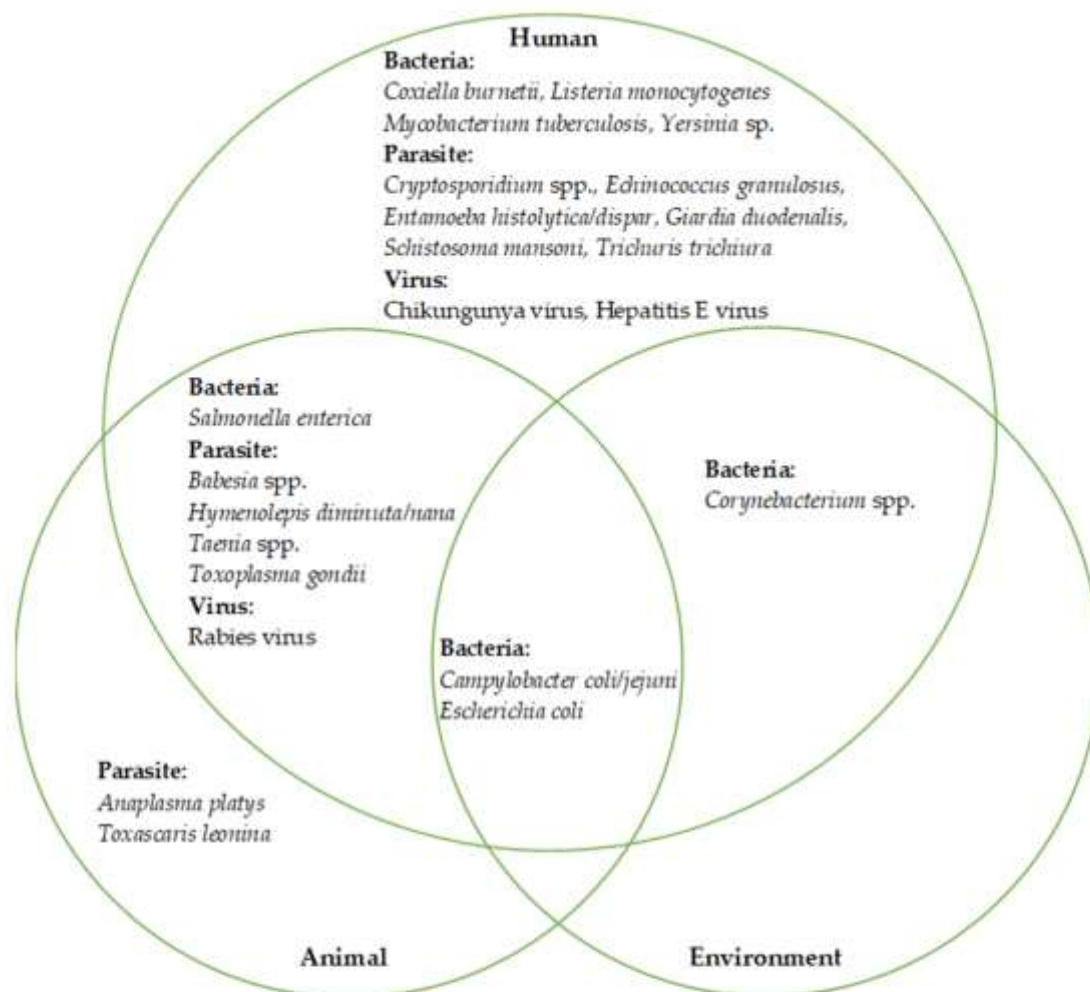 Human
Bacteria:
Coxiella burnetii, Listeria monocytogenes
Mycobacterium tuberculosis, Yersinia sp.
Parasite:
Cryptosporidium spp., Echinococcus granulosus,
Entamoeba histolytica/dispar, Giardia duodenalis,
Schistosoma mansoni, Trichuris trichiura
Virus:
Chikungunya virus, Hepatitis E virus
Bacteria:
Salmonella enterica
Parasite:
Babesia spp.
Hymenolepis diminuta/nana
Taenia spp.
Toxoplasma gondii
Virus:
Rabies virus
Bacteria:
Corynebacterium spp.
Bacteria:
Campylobacter coli/jejuni
Escherichia coli
Parasite:
Anaplasma platys
Toxascaris leonina
Animal
Environment